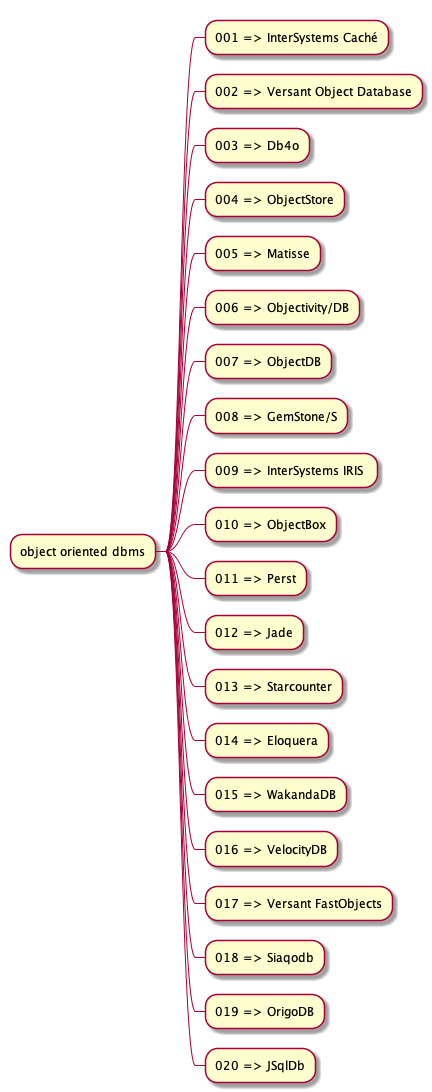 001 => InterSystems Caché
002 => Versant Object Database
003 => Db4o
004 => ObjectStore
005 => Matisse
006 => Objectivity/DB
007 => ObjectDB
008 => GemStone/S
009 => InterSystems IRIS
object oriented dbms
010 => ObjectBox
011 => Perst
012 => Jade
013 => Starcounter
014 => Eloquera
015 => WakandaDB
016 => VelocityDB
017 => Versant FastObjects
018 => Siaqodb
019 => OrigoDB
020 => JSqlDb